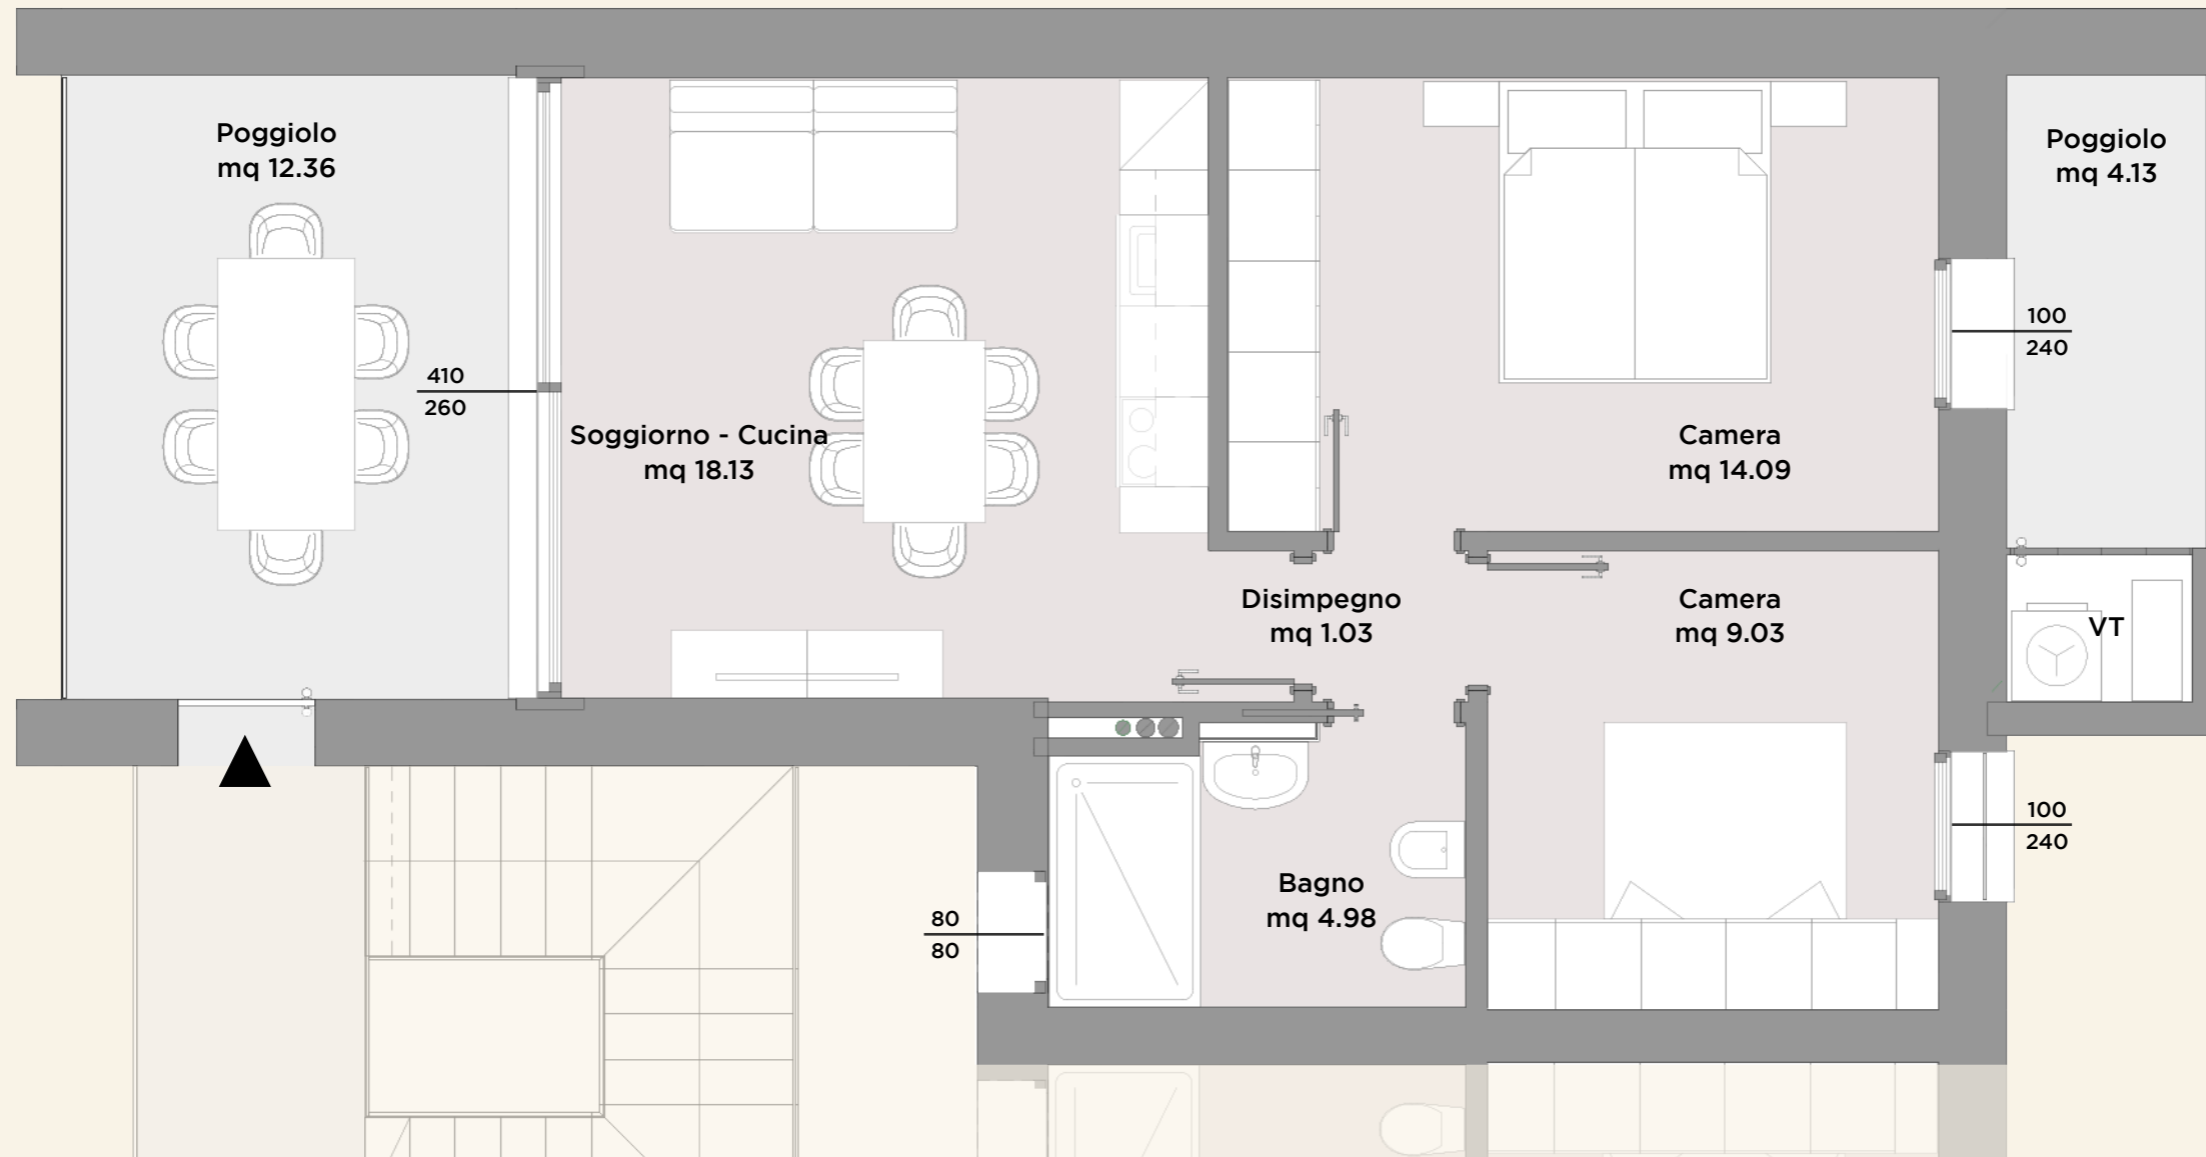 Poggiolo
mq 12.36
Poggiolo
mq 4.13
100
240
410
260
Soggiorno - Cucina
mq 18.13
Camera
mq 14.09
Disimpegno
mq 1.03
Camera
mq 9.03
VT
100
240
Bagno
mq 4.98
80
80